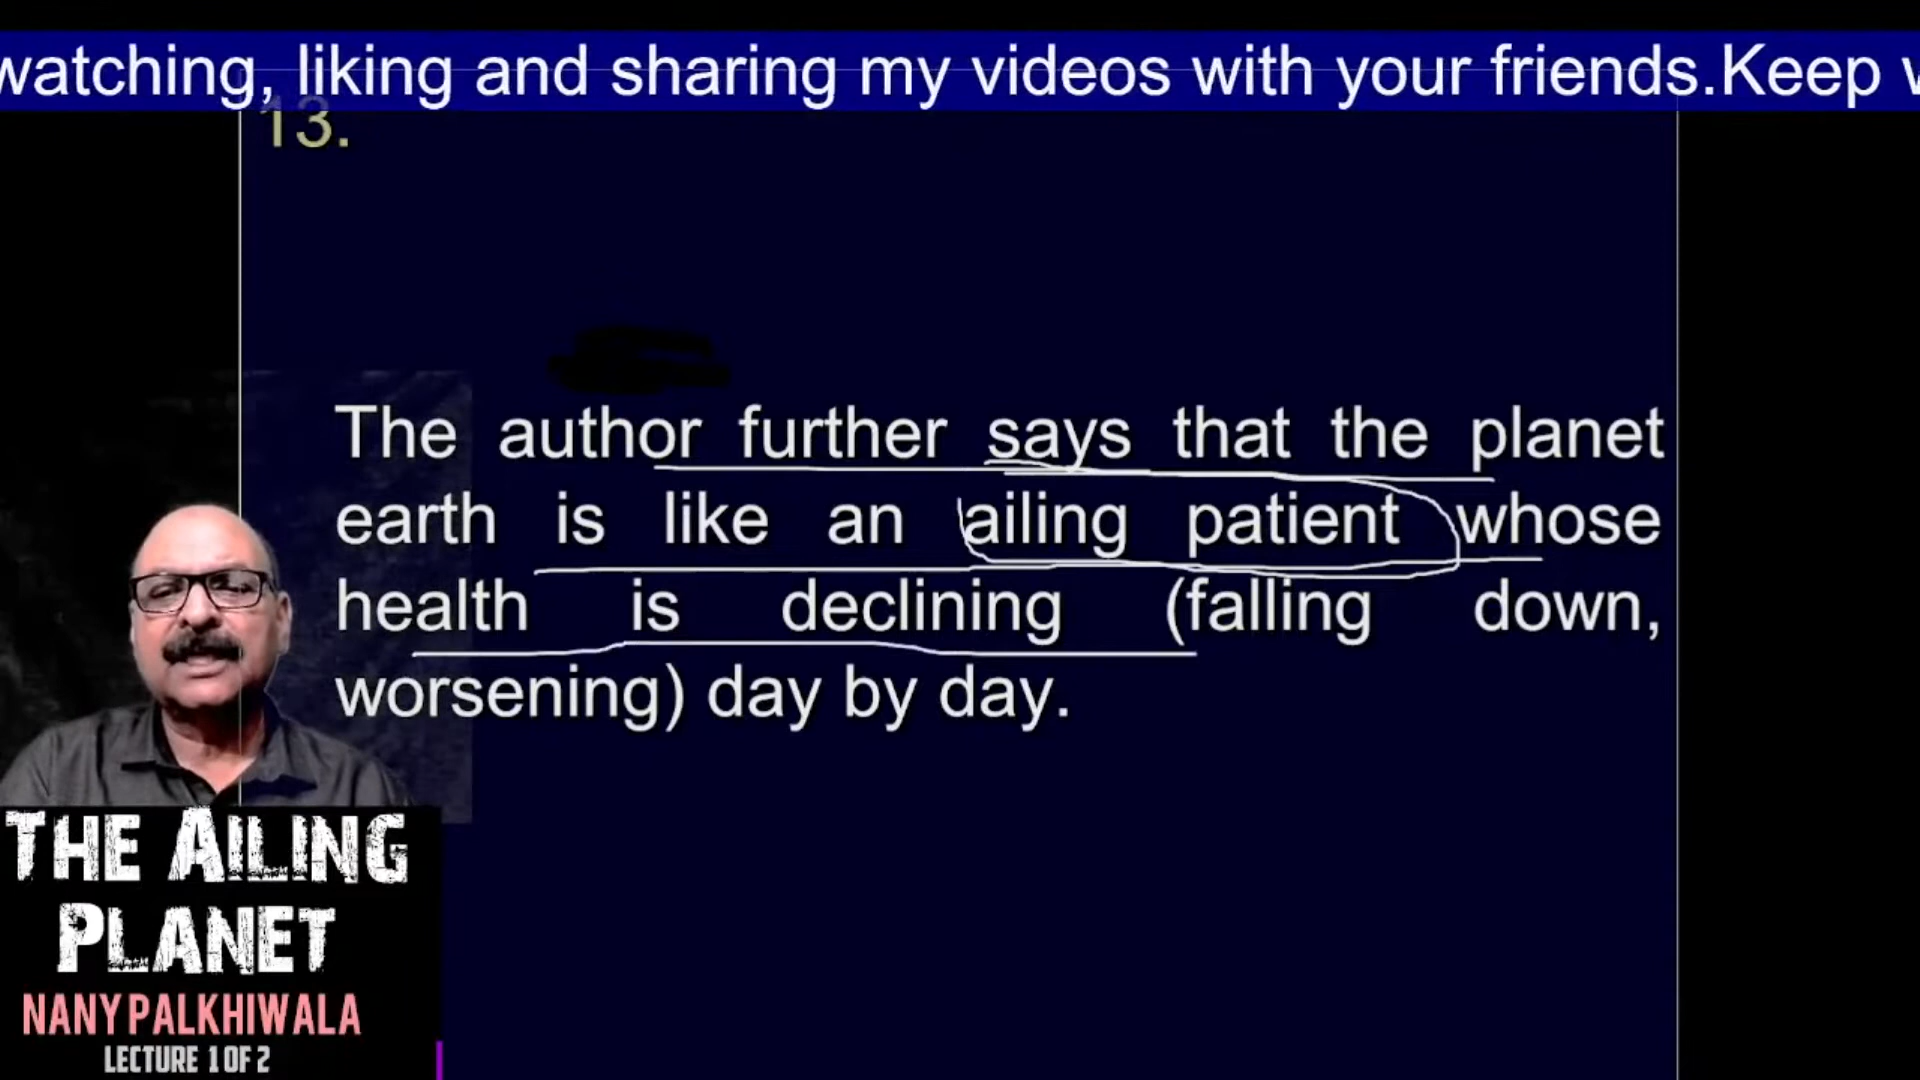 watching, liking and sharing my videos with your friends.Keep
13.
The author further says that the planet
earth is like an ailing patient whose
health is declining (falling down,
worsening) day by day.
THE AILING
PLANET
NANY PALKHIWALA
LECTURE 1 OF 2